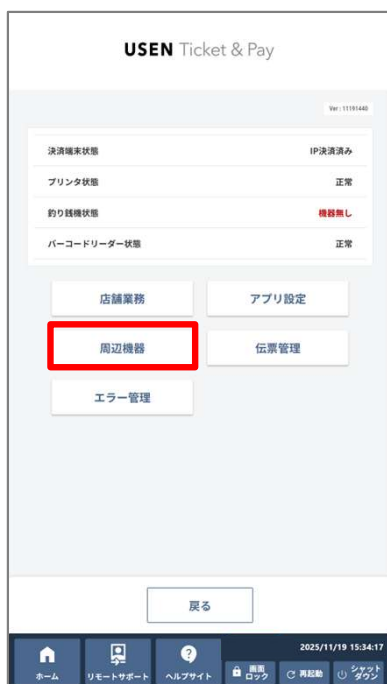 USEN Ticket & Pay
Ver : 11191440
決済端末状態 IP決済済み
プリンタ状態 正常
釣り銭機状態 機器無し
バーコードリーダー状態 正常
店舗業務 アプリ設定
周辺機器 伝票管理
エラー管理
戻る
2025/11/19 15:34:17
ホーム リモートサポート ヘルプサイト 画面ロック 再起動 シャットダウン